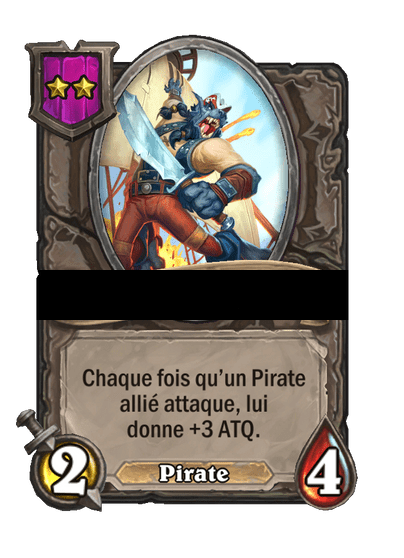 Chaque fois qu'un Pirate
allié attaque, lui
donne +3 ATQ.
2
Pirate
4